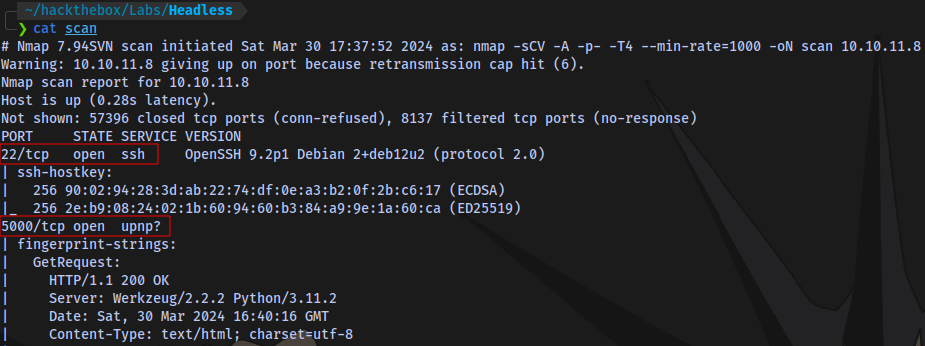 ~/hackthebox/Labs/Headless
❯ cat scan
# Nmap 7.94SVN scan initiated Sat Mar 30 17:37:52 2024 as: nmap -sCV -A -p- -T4 --min-rate=1000 -oN scan 10.10.11.8
Warning: 10.10.11.8 giving up on port because retransmission cap hit (6).
Nmap scan report for 10.10.11.8
Host is up (0.28s latency).
Not shown: 57396 closed tcp ports (conn-refused), 8137 filtered tcp ports (no-response)
PORT     STATE SERVICE VERSION
22/tcp   open  ssh     OpenSSH 9.2p1 Debian 2+deb12u2 (protocol 2.0)
| ssh-hostkey:
|   256 90:02:94:28:3d:ab:22:74:df:0e:a3:b2:0f:2b:c6:17 (ECDSA)
|_  256 2e:b9:08:24:02:1b:60:94:60:b3:84:a9:9e:1a:60:ca (ED25519)
5000/tcp open  upnp?
| fingerprint-strings:
|   GetRequest:
|     HTTP/1.1 200 OK
|     Server: Werkzeug/2.2.2 Python/3.11.2
|     Date: Sat, 30 Mar 2024 16:40:16 GMT
|     Content-Type: text/html; charset=utf-8